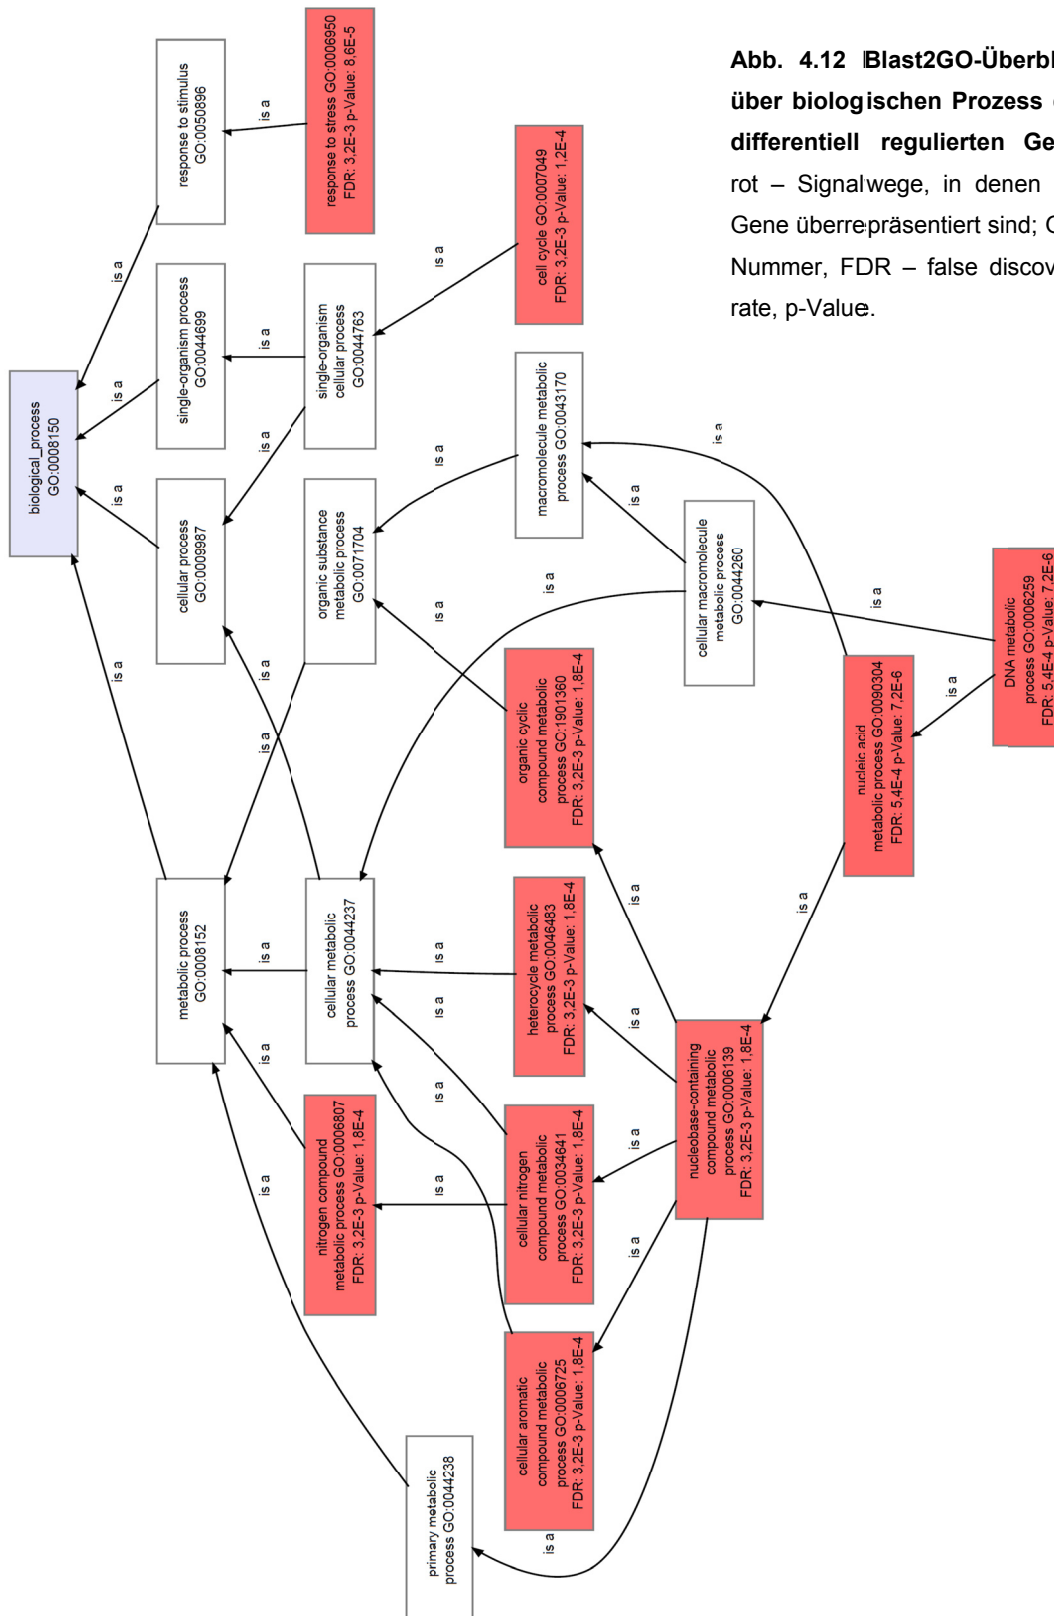 Abb. 4.12 Blast2GO-Überbl
über biologischen Prozess
differentiell regulierten Ge
rot – Signalwege, in denen
Gene überrepräsentiert sind;
Nummer, FDR – false discov
rate, p-Value.
biological_process
GO:0008150
is a
is a
is a
is a
metabolic process
GO:0008152
cellular process
GO:0009987
single-organism process
GO:0044699
response to stimulus
GO:0050896
is a
is a
is a
is a
is a
is a
is a
is a
nitrogen compound
metabolic process GO:0006807
FDR: 3,2E-3 p-Value: 1,8E-4
cellular metabolic
process GO:0044237
organic substance
metabolic process
GO:0071704
single-organism
cellular process
GO:0044763
response to stress GO:0006950
FDR: 3,2E-3 p-Value: 8,6E-5
primary metabolic
process GO:0044238
is a
is a
is a
is a
is a
is a
is a
is a
cellular aromatic
compound metabolic
process GO:0006725
FDR: 3,2E-3 p-Value: 1,8E-4
cellular nitrogen
compound metabolic
process GO:0034641
FDR: 3,2E-3 p-Value: 1,8E-4
heterocycle metabolic
process GO:0046483
FDR: 3,2E-3 p-Value: 1,8E-4
organic cyclic
compound metabolic
process GO:1901360
FDR: 3,2E-3 p-Value: 1,8E-4
macromolecule metabolic
process GO:0043170
cell cycle GO:0007049
FDR: 3,2E-3 p-Value: 1,2E-4
is a
is a
is a
is a
is a
is a
is a
nucleobase-containing
compound metabolic
process GO:0006139
FDR: 3,2E-3 p-Value: 1,8E-4
cellular macromolecule
metabolic process
GO:0044260
is a
is a
nucleic acid
metabolic process GO:0090304
FDR: 5,4E-4 p-Value: 7,2E-6
is a
DNA metabolic
process GO:0006259
FDR: 5,4E-4 p-Value: 7,2E-6